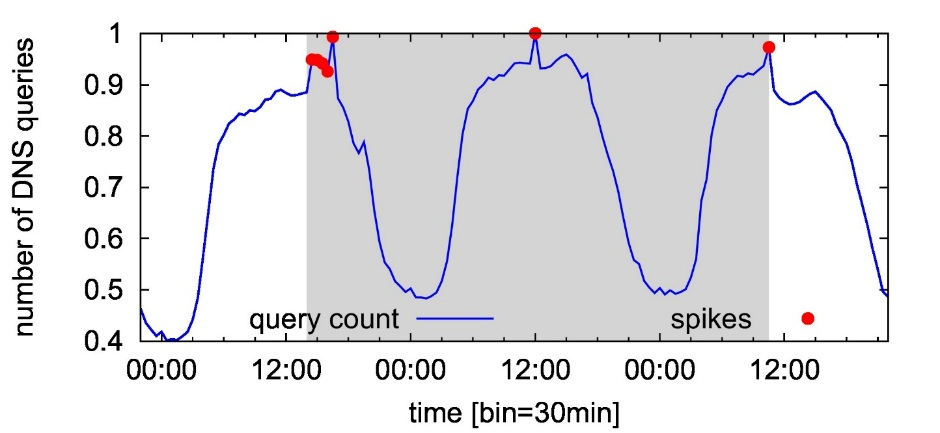 number of DNS queries
1
0.9
0.8
0.7
0.6
0.5
0.4
query count
spikes
00:00 12:00 00:00 12:00 00:00 12:00
time [bin=30min]